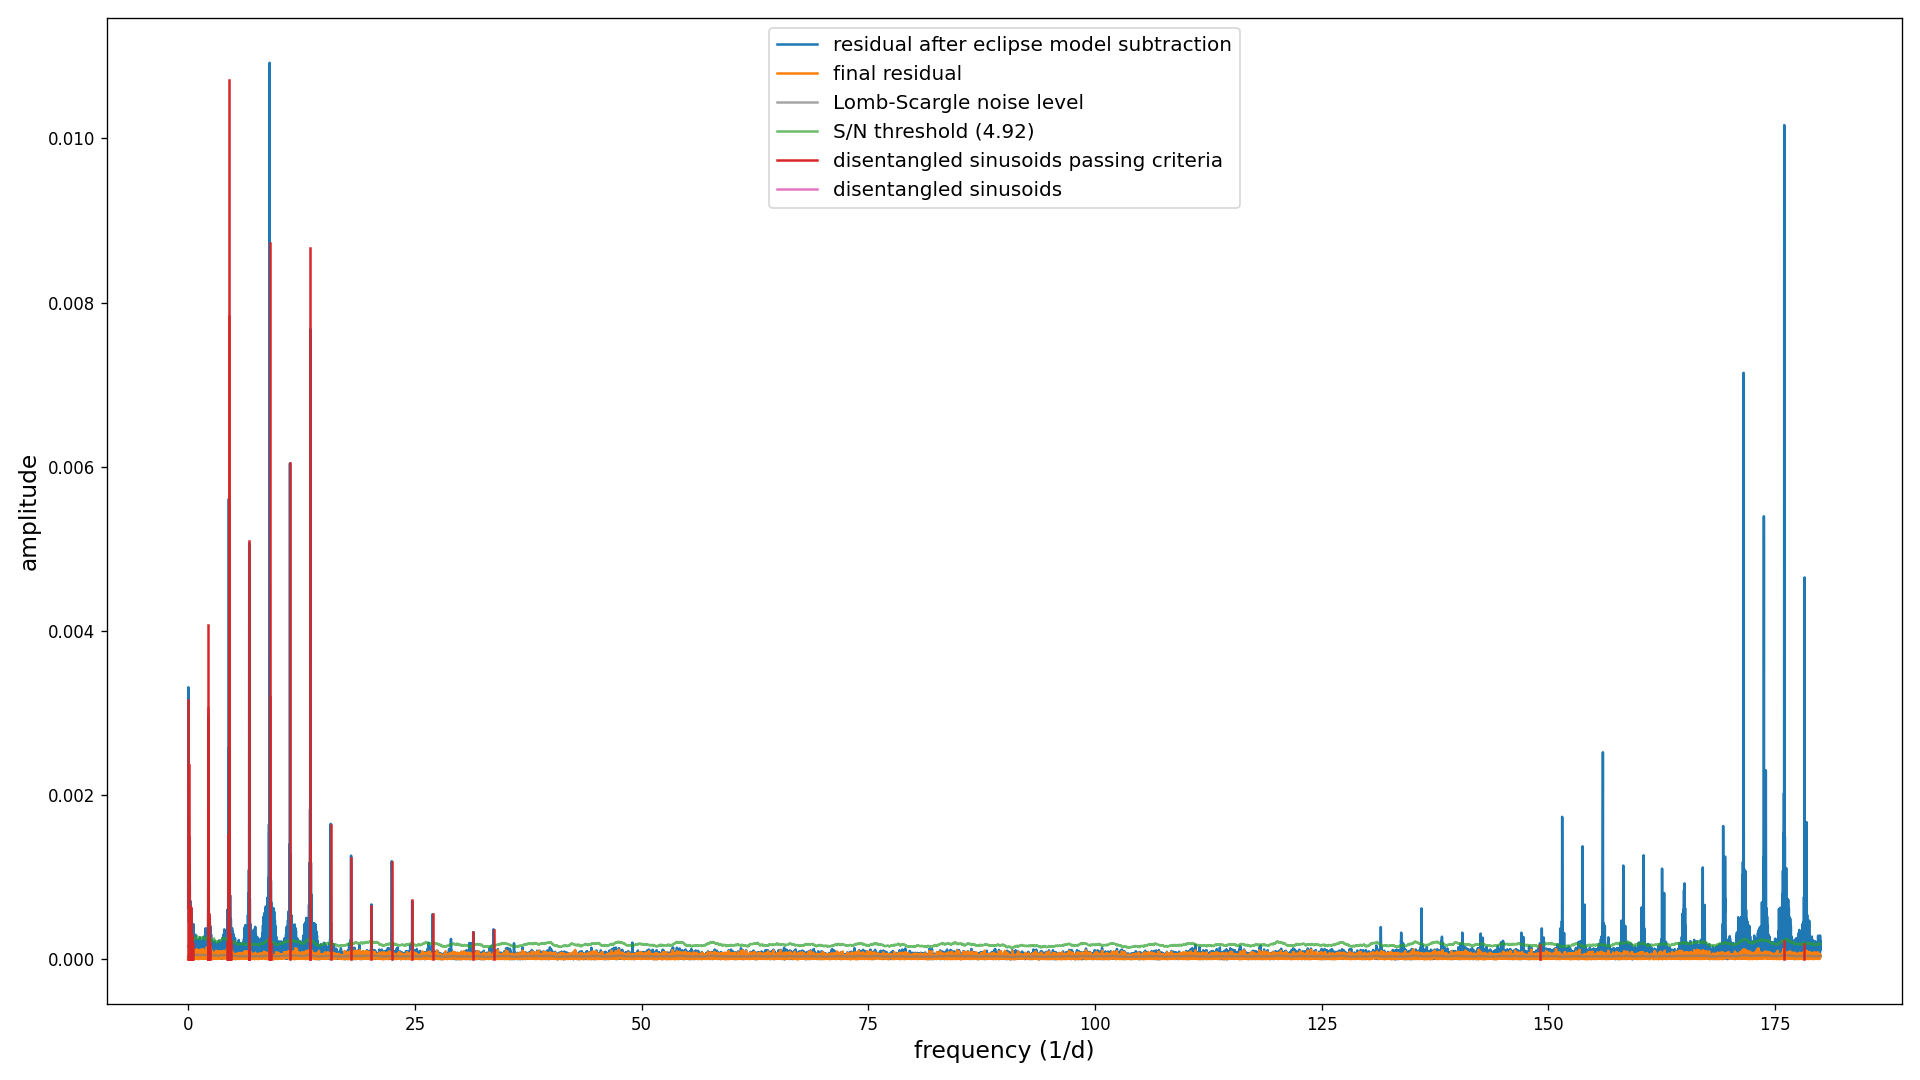 residual after eclipse model subtraction
final residual
Lomb-Scargle noise level
S/N threshold (4.92)
disentangled sinusoids passing criteria
disentangled sinusoids
amplitude
0.010
0.008
0.006
0.004
0.002
0.000
0 25 50 75 100 125 150 175
frequency (1/d)